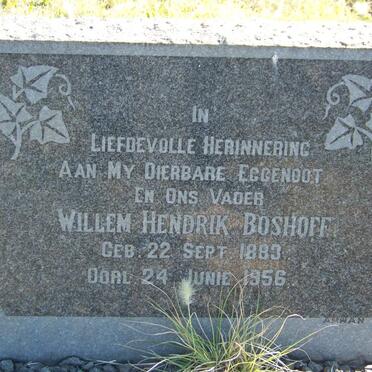 IN
LIEFDEVOLLE HERINNERING
AAN MY DIERBARE EGGENOOT
EN ONS VADER
WILLEM HENDRIK BOSHOFF
GEB. 22 SEPT. 1883
OORL. 24 JUNIE 1956